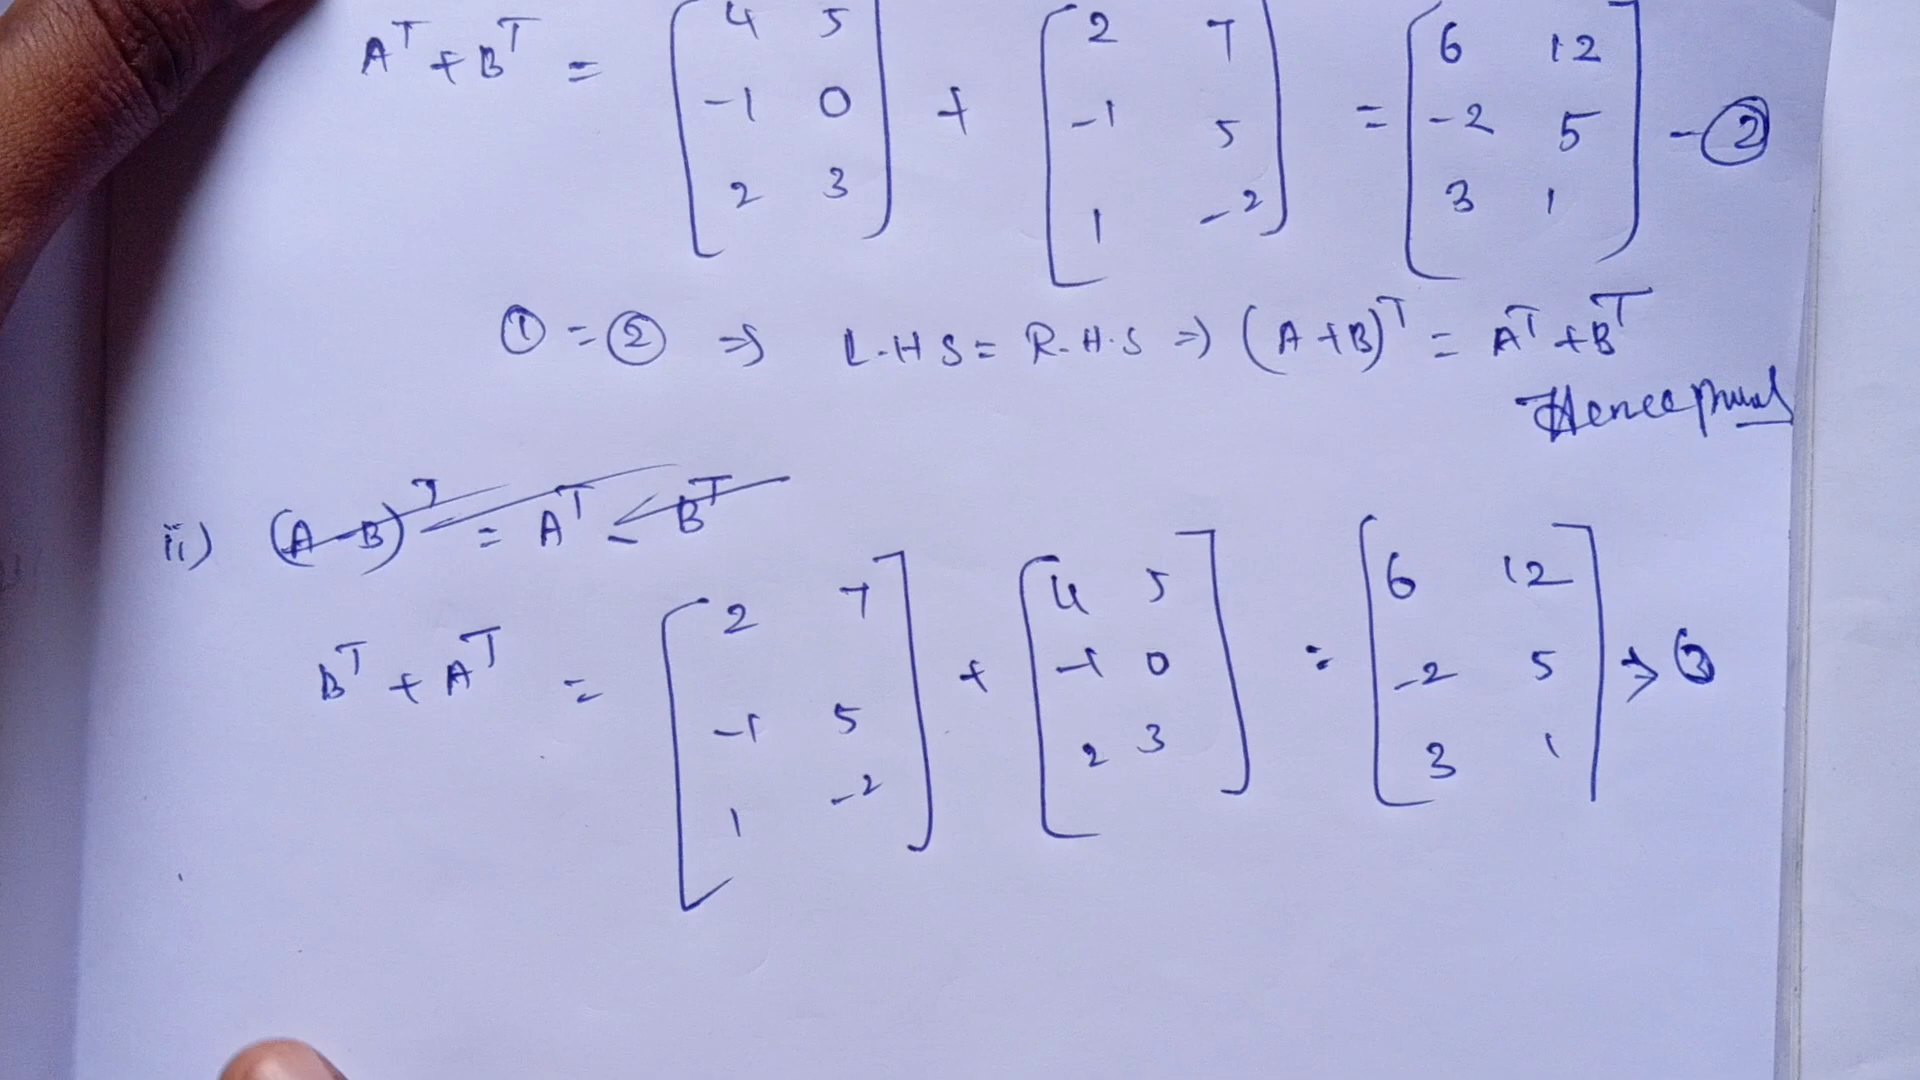 Aᵀ + Bᵀ = [4 5; -1 0; 2 3] + [2 7; -1 5; 1 -2] = [6 12; -2 5; 3 1] - ②
① = ② ⇒ L.H.S = R.H.S ⇒ (A+B)ᵀ = Aᵀ + Bᵀ
Hence
ii) (A-B)ᵀ = Aᵀ - Bᵀ
Bᵀ + Aᵀ = [2 7; -1 5; 1 -2] + [4 5; -1 0; 2 3] = [6 12; -2 5; 3 1] → ③